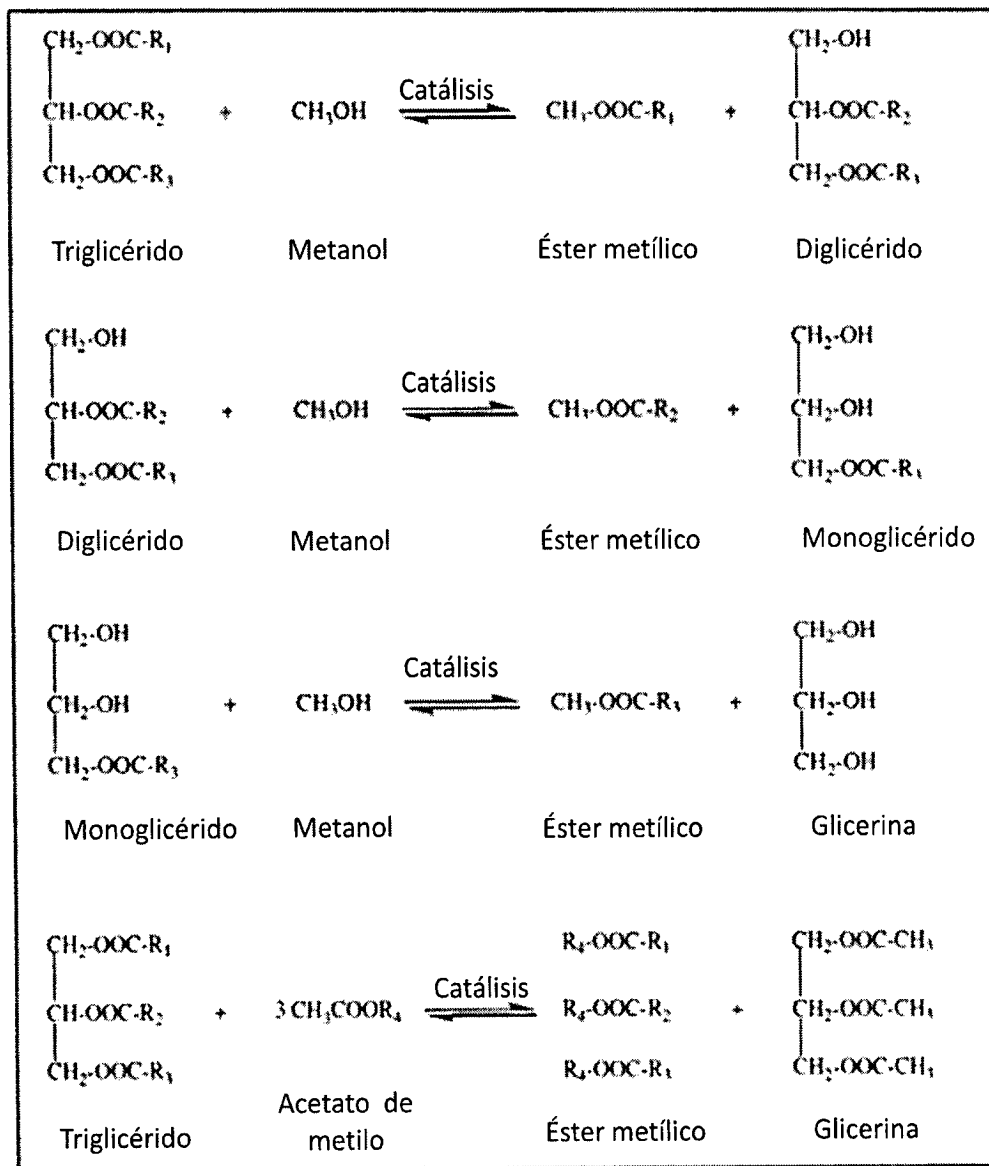 CH₂-OOC-R₁ CH₂-OH
Catálisis
CH-OOC-R₂ + CH₃OH CH₃-OOC-R₁ + CH-OOC-R₂
CH₂-OOC-R₃ CH₂-OOC-R₃
Triglicérido Metanol Éster metílico Diglicérido
CH₂-OH CH₂-OH
Catálisis
CH-OOC-R₂ + CH₃OH CH₃-OOC-R₂ + CH₂-OH
CH₂-OOC-R₃ CH₂-OOC-R₃
Diglicérido Metanol Éster metílico Monoglicérido
CH₂-OH CH₂-OH
Catálisis
CH₂-OH + CH₃OH CH₃-OOC-R₃ + CH₂-OH
CH₂-OOC-R₃ CH₂-OH
Monoglicérido Metanol Éster metílico Glicerina
CH₂-OOC-R₁ R₄-OOC-R₁ CH₂-OOC-CH₃
Catálisis
CH-OOC-R₂ + 3 CH₃COOR₄ R₄-OOC-R₂ + CH₂-OOC-CH₃
CH₂-OOC-R₃ R₄-OOC-R₃ CH₂-OOC-CH₃
Triglicérido Acetato de metilo Éster metílico Glicerina